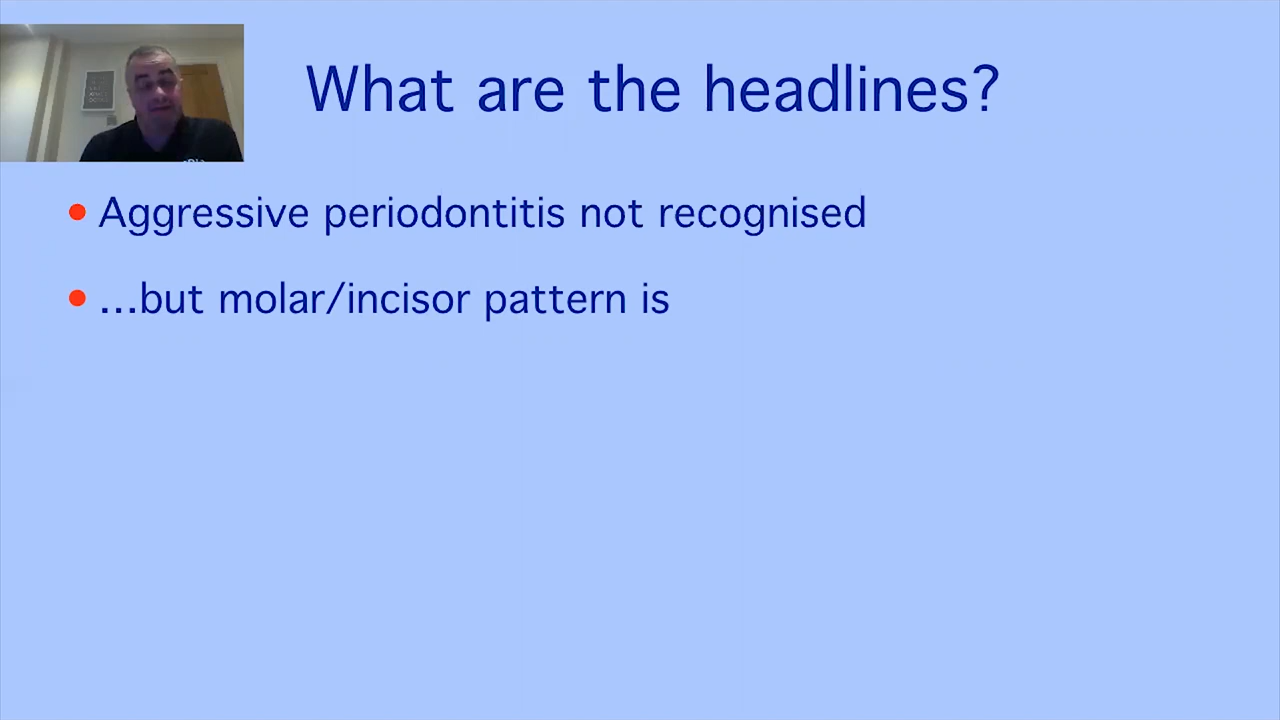 What are the headlines?
• Aggressive periodontitis not recognised
• ...but molar/incisor pattern is